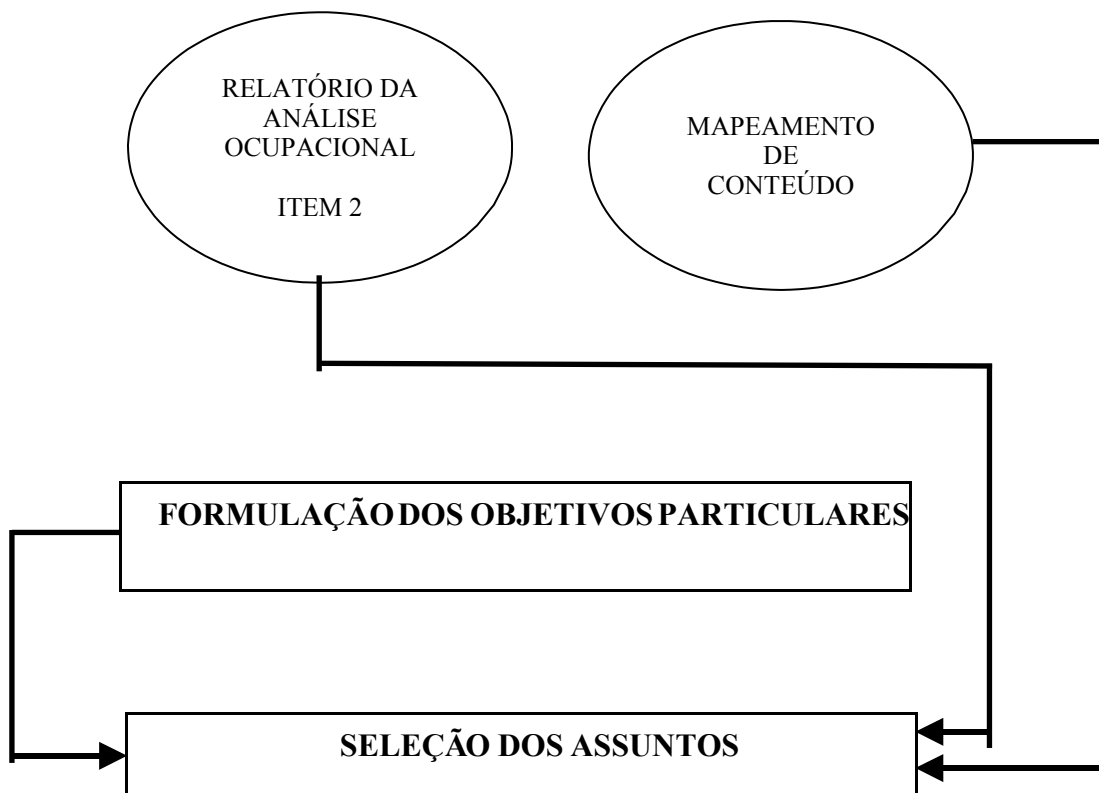 RELATÓRIO DA
ANÁLISE
OCUPACIONAL
ITEM 2
MAPEAMENTO
DE
CONTEÚDO
FORMULAÇÃO DOS OBJETIVOS PARTICULARES
SELEÇÃO DOS ASSUNTOS